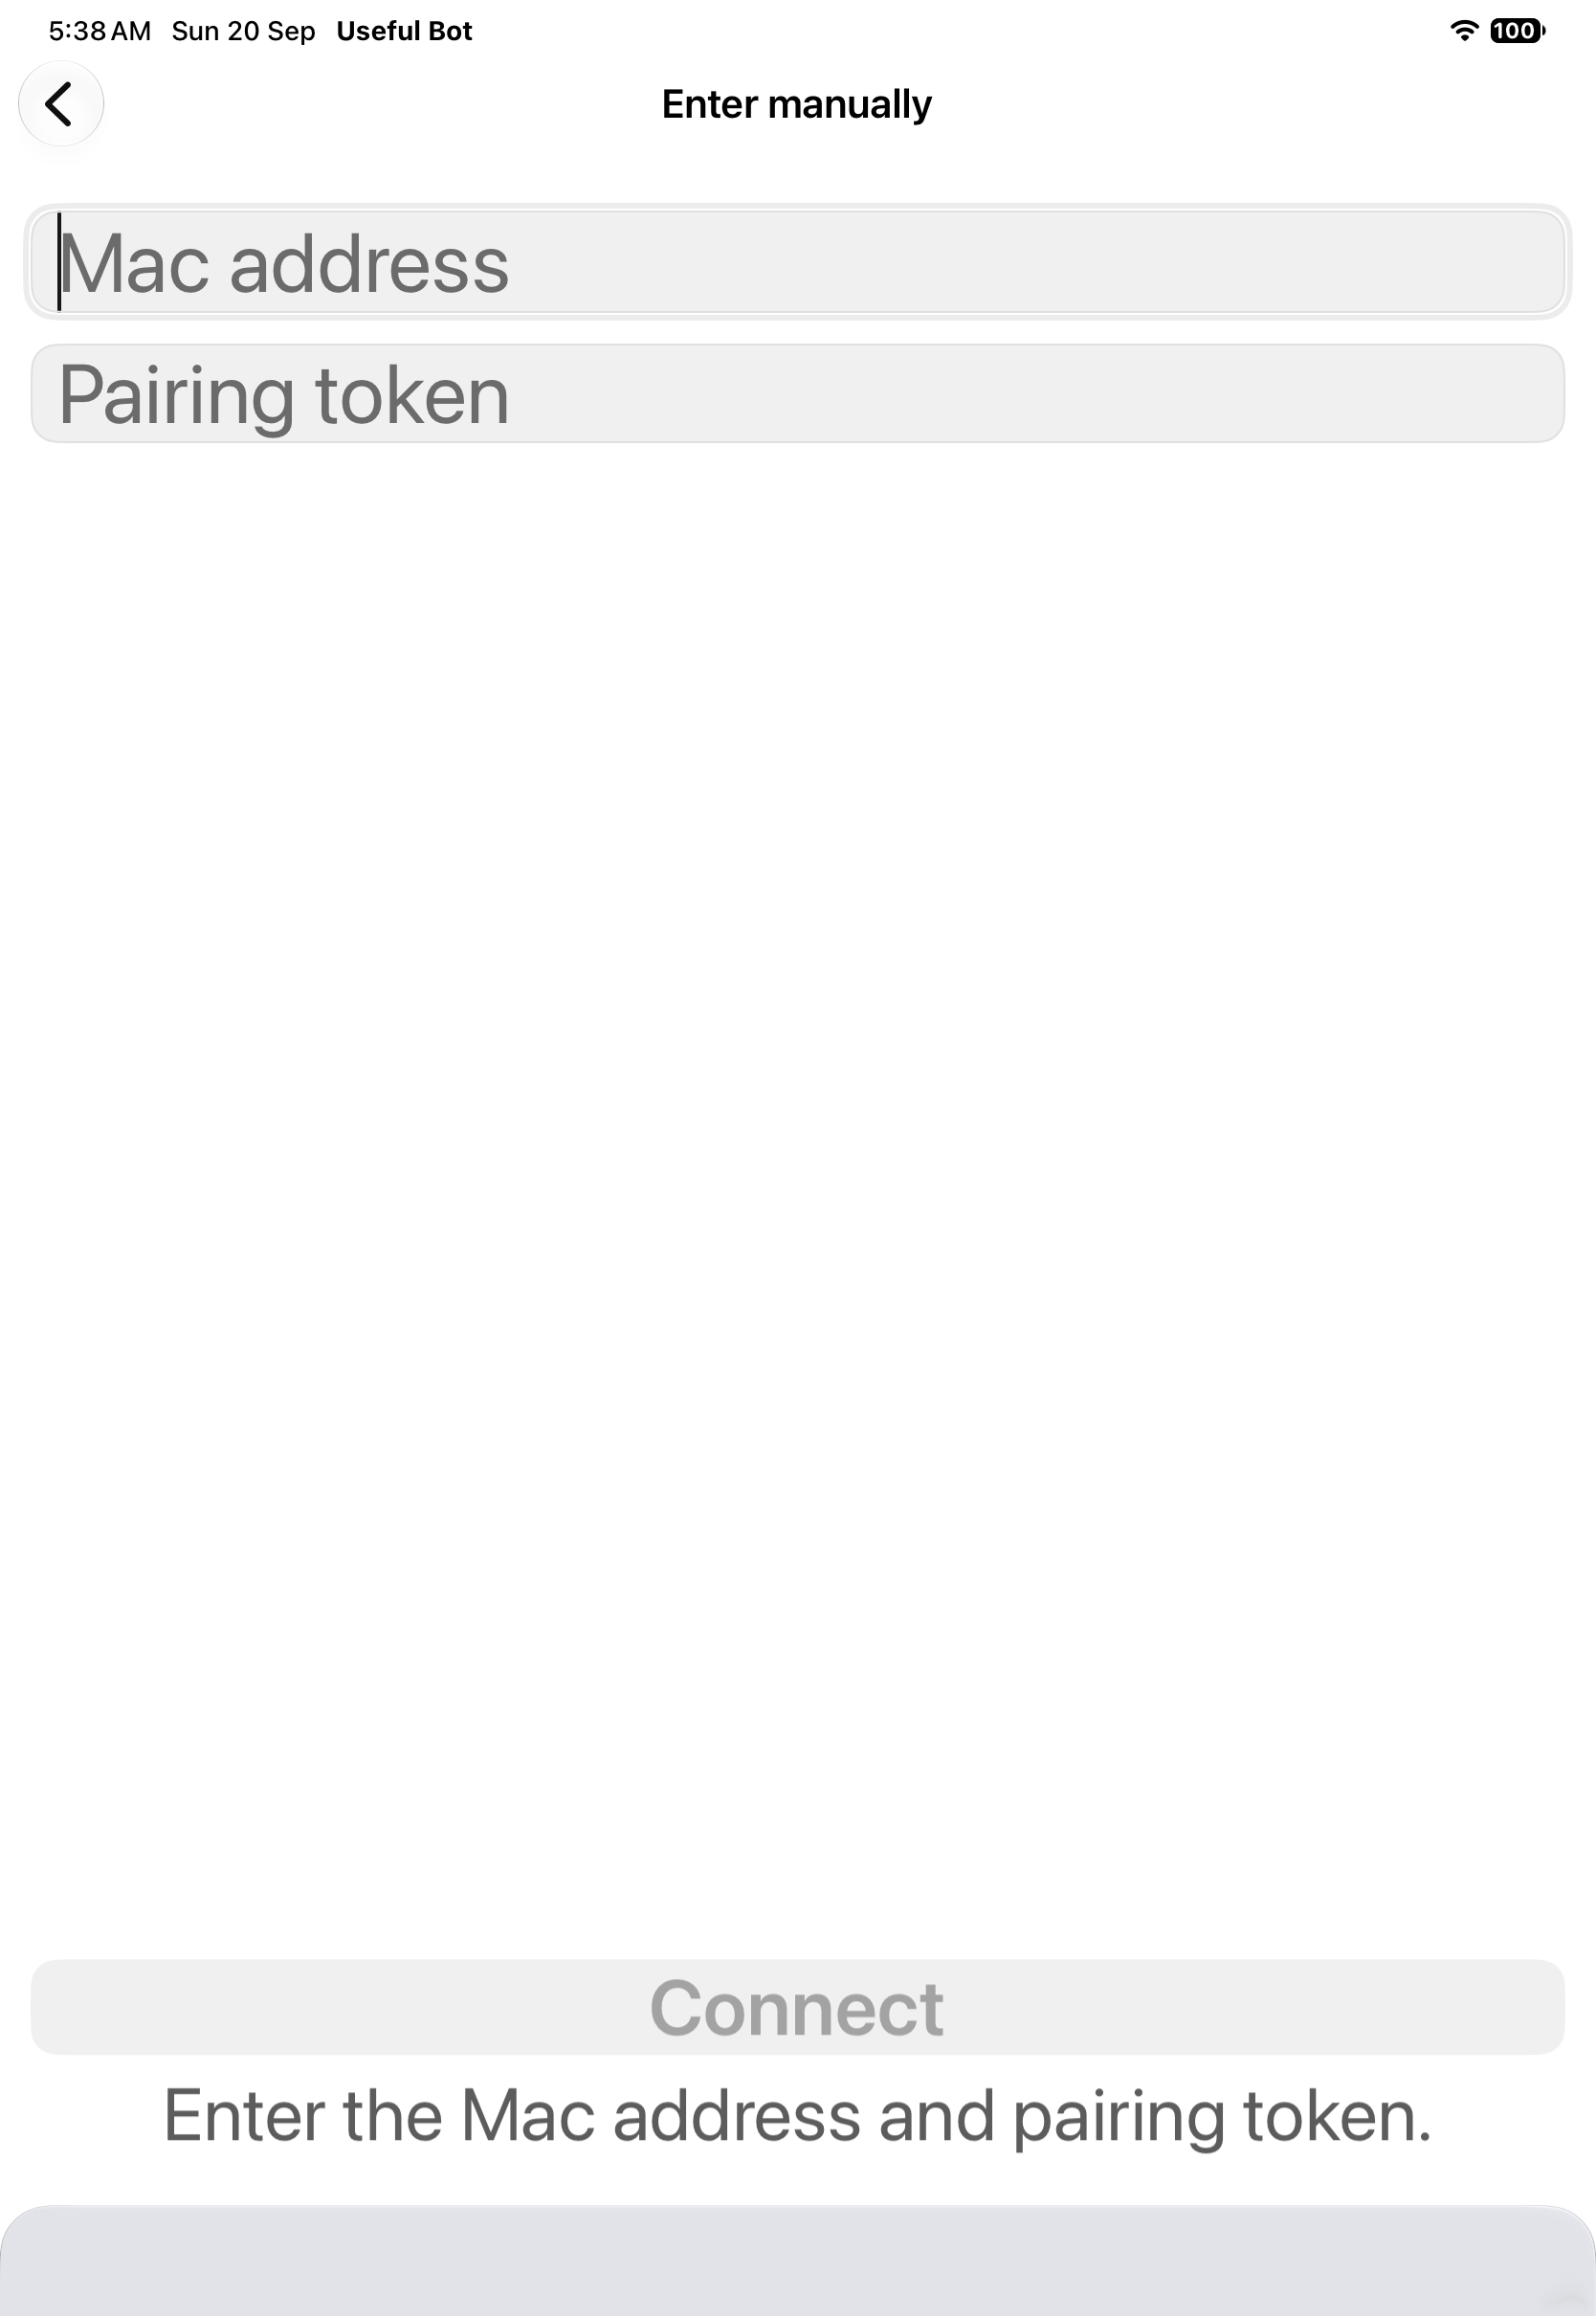 5:38 AM Sun 20 Sep Useful Bot 100
Enter manually
Mac address
Pairing token
Connect
Enter the Mac address and pairing token.